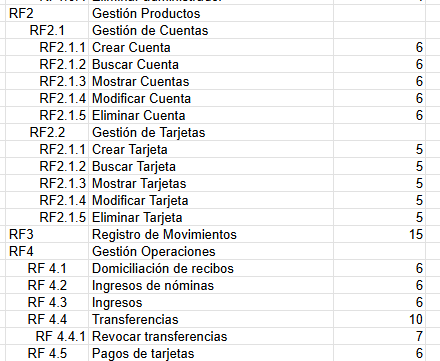 RF2 Gestión Productos
RF2.1 Gestión de Cuentas
RF2.1.1 Crear Cuenta 6
RF2.1.2 Buscar Cuenta 6
RF2.1.3 Mostrar Cuentas 6
RF2.1.4 Modificar Cuenta 6
RF2.1.5 Eliminar Cuenta 6
RF2.2 Gestión de Tarjetas
RF2.1.1 Crear Tarjeta 5
RF2.1.2 Buscar Tarjeta 5
RF2.1.3 Mostrar Tarjetas 5
RF2.1.4 Modificar Tarjeta 5
RF2.1.5 Eliminar Tarjeta 5
RF3 Registro de Movimientos 15
RF4 Gestión Operaciones
RF 4.1 Domiciliación de recibos 6
RF 4.2 Ingresos de nóminas 6
RF 4.3 Ingresos 6
RF 4.4 Transferencias 10
RF 4.4.1 Revocar transferencias 7
RF 4.5 Pagos de tarjetas 6